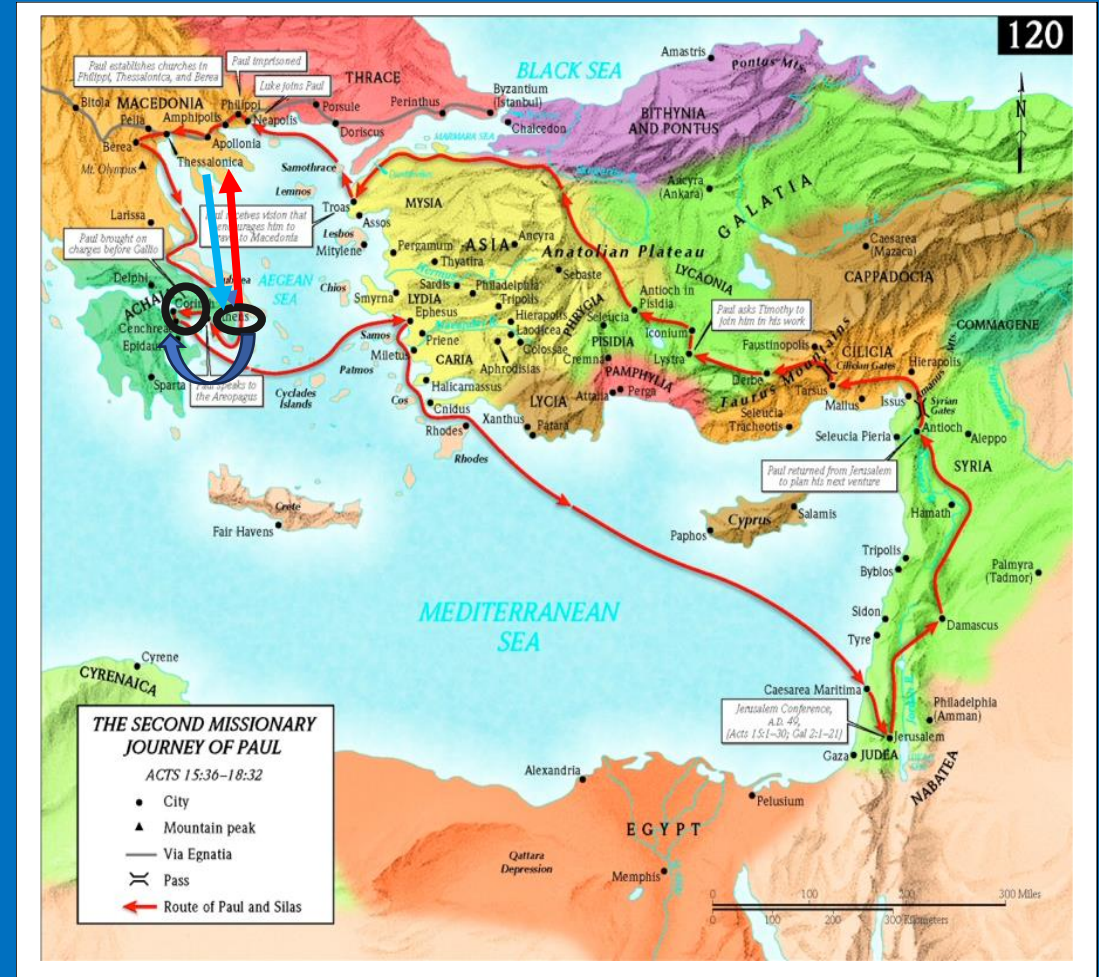 120
Amastris
Pontus Mts.
BLACK SEA
Paul establishes churches in
Philippi, Thessalonica, and Berea
Paul imprisoned
Luke joins Paul
THRACE
Bitola
MACEDONIA
Philippi
Porsule
Perinthus
Byzantium
(Istanbul)
BITHYNIA
AND PONTUS
Pella
Amphipolis
Neapolis
Doriscus
Chalcedon
MARMARA SEA
Berea
Apollonia
Mt. Olympus
Thessalonica
Samothrace
N
Ancyra
(Ankara)
GALATIA
Lemnos
Troas
MYSIA
Larissa
receives vision that
encourages him to
to Macedonia
Assos
Lesbos
Mitylene
Paul brought on
charges before Gallio
Pergamum
ASIA
Ancyra
Anatolian Plateau
Caesarea
(Mazaca)
Thyatira
CAPPADOCIA
Delphi
AEGEAN
SEA
Chios
Sardis
Philadelphia
Sebaste
LYCAONIA
Smyrna
LYDIA
Tripolis
PHRYGIA
Antioch in
Pisidia
Paul asks Timothy to
join him in his work
COMMAGENE
Ephesus
Hierapolis
Seleucia
Iconium
Cenchrea
Samos
Priene
Laodicea
PISIDIA
Faustinopolis
CILICIA
Cilician Gates
Hierapolis
Miletus
CARIA
Colossae
Cremna
Lystra
Patmos
Aphrodisias
PAMPHYLIA
Derbe
Taurus Mountains
Tarsus
Sparta
Paul speaks to
the Areopagus
Cyclades
Islands
Halicarnassus
Attalia
Perga
Mallus
Issus
Syrian
Gates
Cos
Cnidus
Xanthus
LYCIA
Patara
Seleucia
Tracheotis
Rhodes
Seleucia Pieria
Antioch
Aleppo
Rhodes
Paul returned from Jerusalem
to plan his next venture
SYRIA
Crete
Fair Havens
Cyprus
Salamis
Paphos
Hamath
Tripolis
Byblos
Palmyra
(Tadmor)
MEDITERRANEAN
SEA
Sidon
Tyre
Damascus
Cyrene
CYRENAICA
Caesarea Maritima
Philadelphia
(Amman)
Jerusalem Conference,
A.D. 49,
(Acts 15:1–30; Gal 2:1–21)
Jerusalem
Gaza
JUDEA
NABATEA
Alexandria
Pelusium
EGYPT
Qattara
Depression
Memphis
THE SECOND MISSIONARY
JOURNEY OF PAUL
ACTS 15:36–18:32
City
Mountain peak
Via Egnatia
Pass
Route of Paul and Silas
0 100 200 300 Miles
0 100 200 300 Kilometers